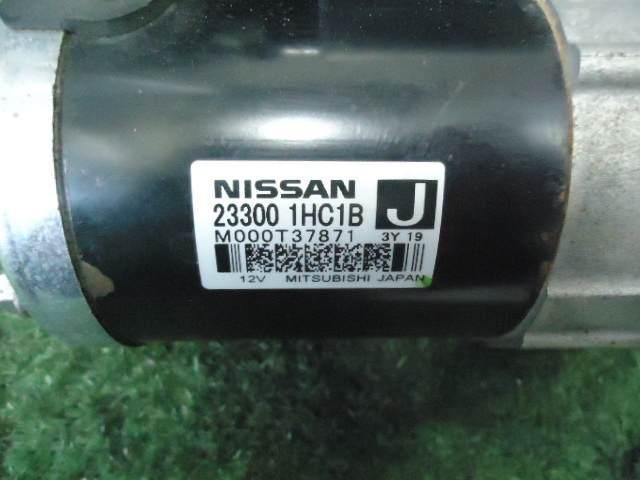 NISSAN
23300 1HC1B J
M000T37871 3Y 19
12V MITSUBISHI JAPAN